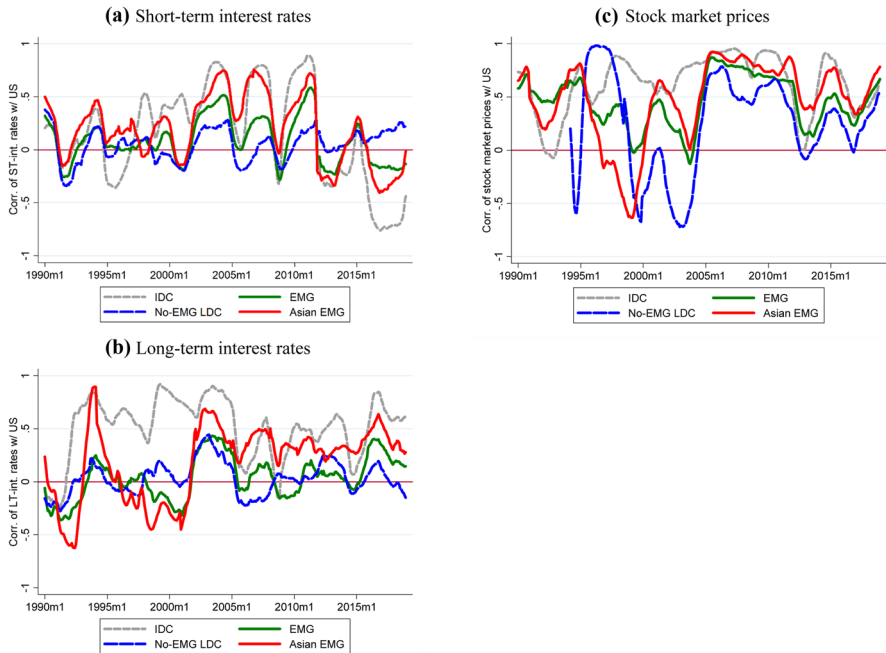 (a) Short-term interest rates
Corr. of ST-int. rates w/ US
1
.5
0
-.5
-1
1990m1 1995m1 2000m1 2005m1 2010m1 2015m1
IDC EMG
No-EMG LDC Asian EMG
(b) Long-term interest rates
Corr. of LT-int. rates w/ US
1
.5
0
-.5
-1
1990m1 1995m1 2000m1 2005m1 2010m1 2015m1
IDC EMG
No-EMG LDC Asian EMG
(c) Stock market prices
Corr. of stock market prices w/ US
1
.5
0
-.5
-1
1990m1 1995m1 2000m1 2005m1 2010m1 2015m1
IDC EMG
No-EMG LDC Asian EMG